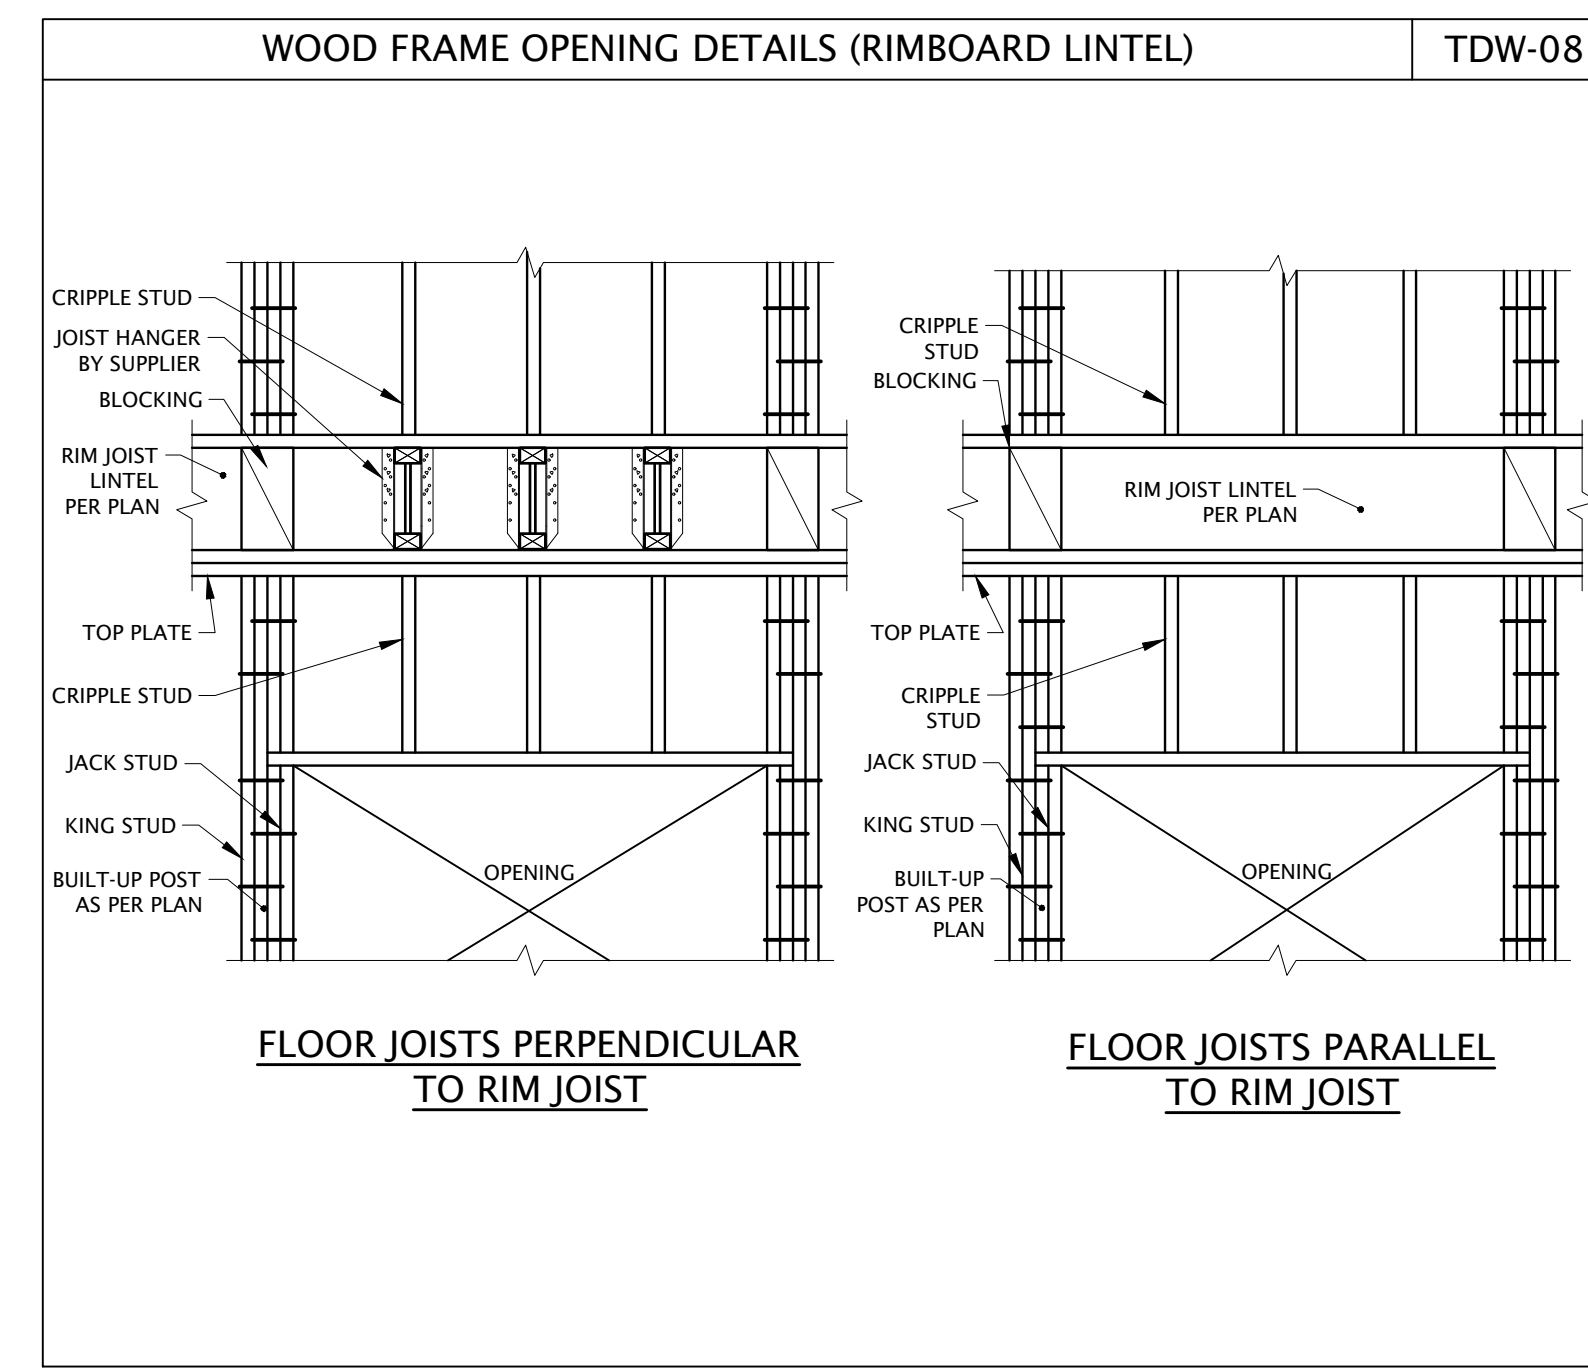 WOOD FRAME OPENING DETAILS (RIMBOARD LINTEL)
TDW-08
CRIPPLE STUD
JOIST HANGER
BY SUPPLIER
BLOCKING
RIM JOIST
LINTEL
PER PLAN
TOP PLATE
CRIPPLE STUD
JACK STUD
KING STUD
BUILT-UP POST
AS PER PLAN
OPENING
FLOOR JOISTS PERPENDICULAR
TO RIM JOIST
CRIPPLE
STUD
BLOCKING
RIM JOIST LINTEL
PER PLAN
TOP PLATE
CRIPPLE
STUD
JACK STUD
KING STUD
BUILT-UP
POST AS PER
PLAN
OPENING
FLOOR JOISTS PARALLEL
TO RIM JOIST